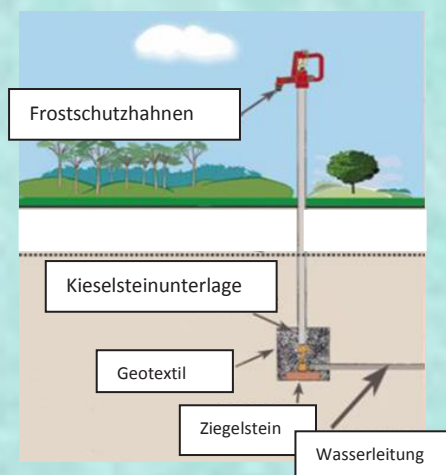 Frostschutzhahnen
Kieselsteinunterlage
Geotextil
Ziegelstein
Wasserleitung